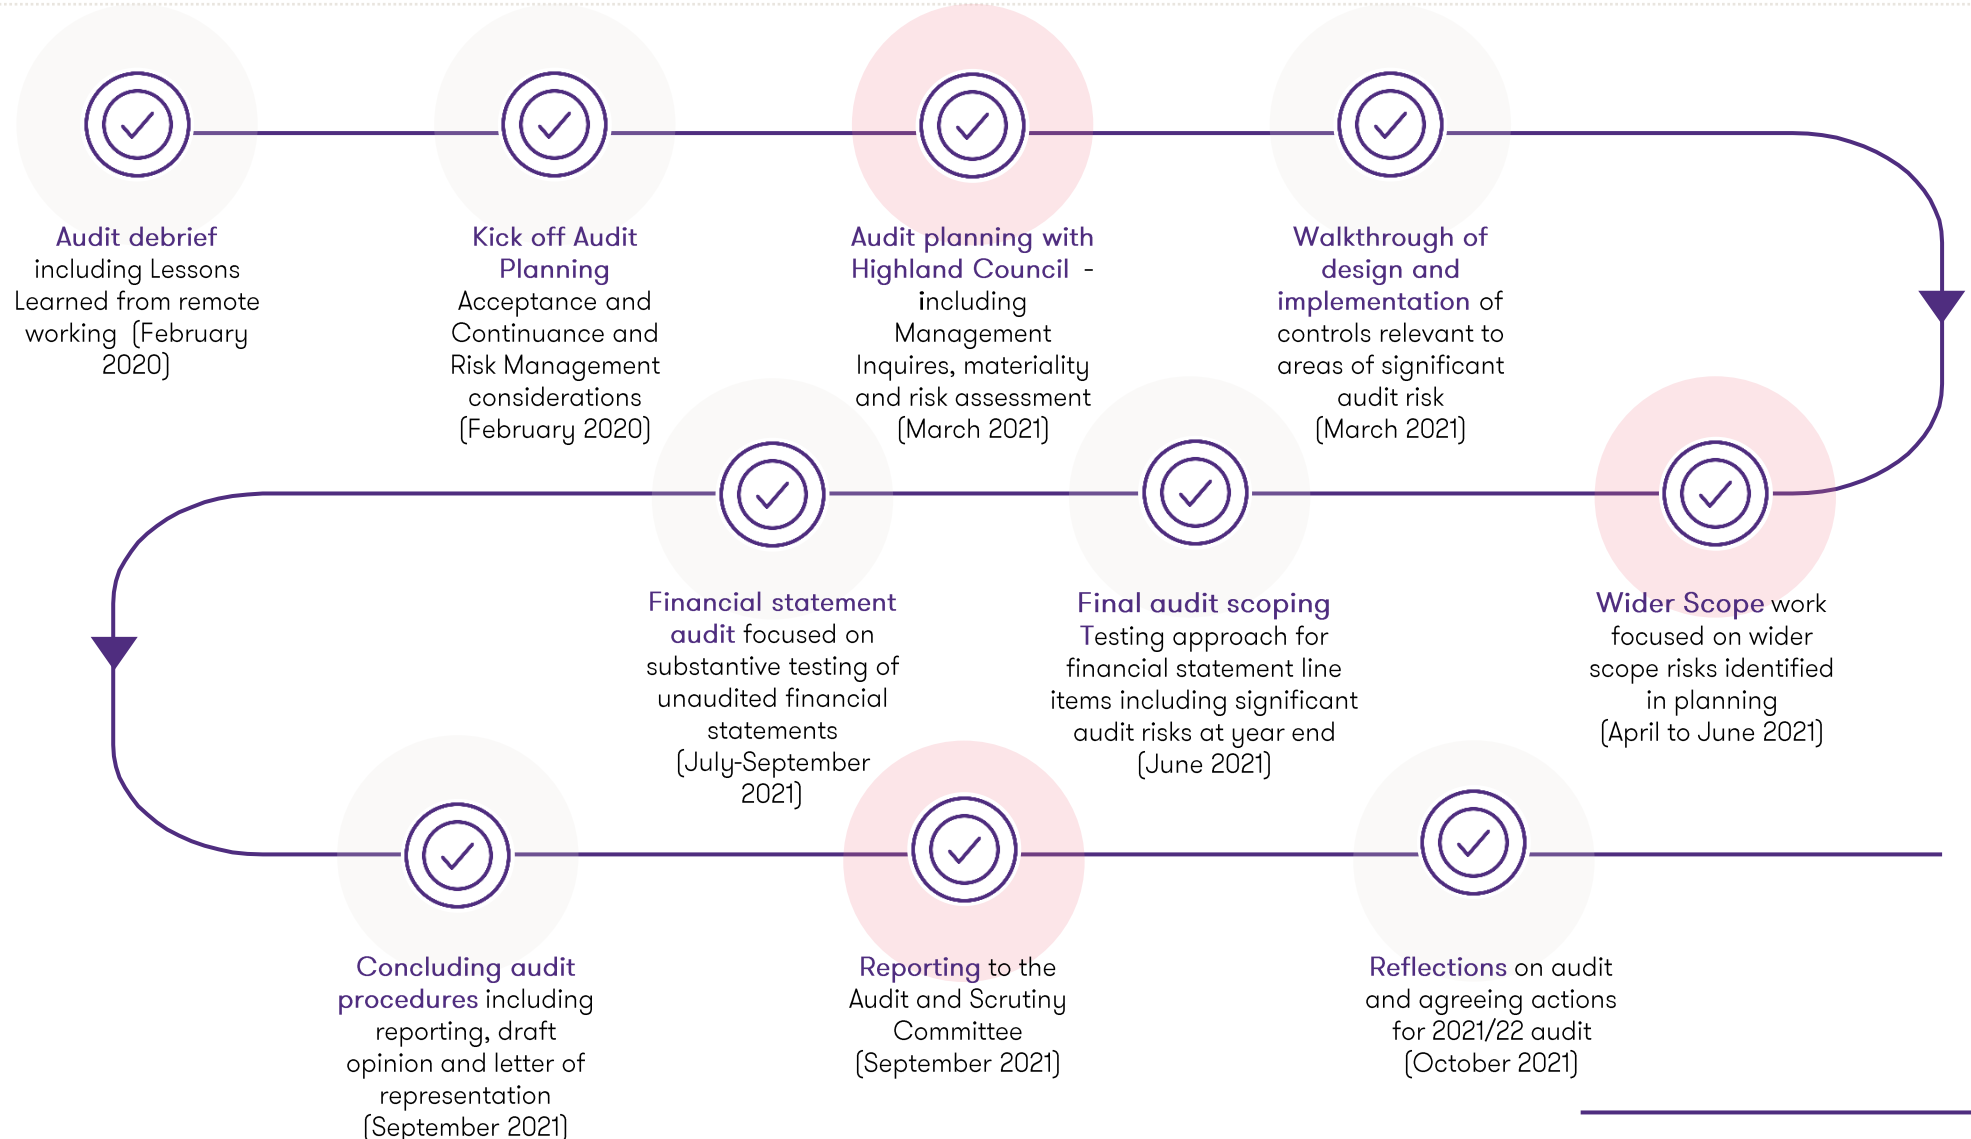 Audit debrief
including Lessons
Learned from remote
working (February
2020)
Kick off Audit
Planning
Acceptance and
Continuance and
Risk Management
considerations
(February 2020)
Audit planning with
Highland Council -
including
Management
Inquires, materiality
and risk assessment
(March 2021)
Walkthrough of
design and
implementation of
controls relevant to
areas of significant
audit risk
(March 2021)
Wider Scope work
focused on wider
scope risks identified
in planning
(April to June 2021)
Final audit scoping
Testing approach for
financial statement line
items including significant
audit risks at year end
(June 2021)
Financial statement
audit focused on
substantive testing of
unaudited financial
statements
(July-September
2021)
Concluding audit
procedures including
reporting, draft
opinion and letter of
representation
(September 2021)
Reporting to the
Audit and Scrutiny
Committee
(September 2021)
Reflections on audit
and agreeing actions
for 2021/22 audit
(October 2021)